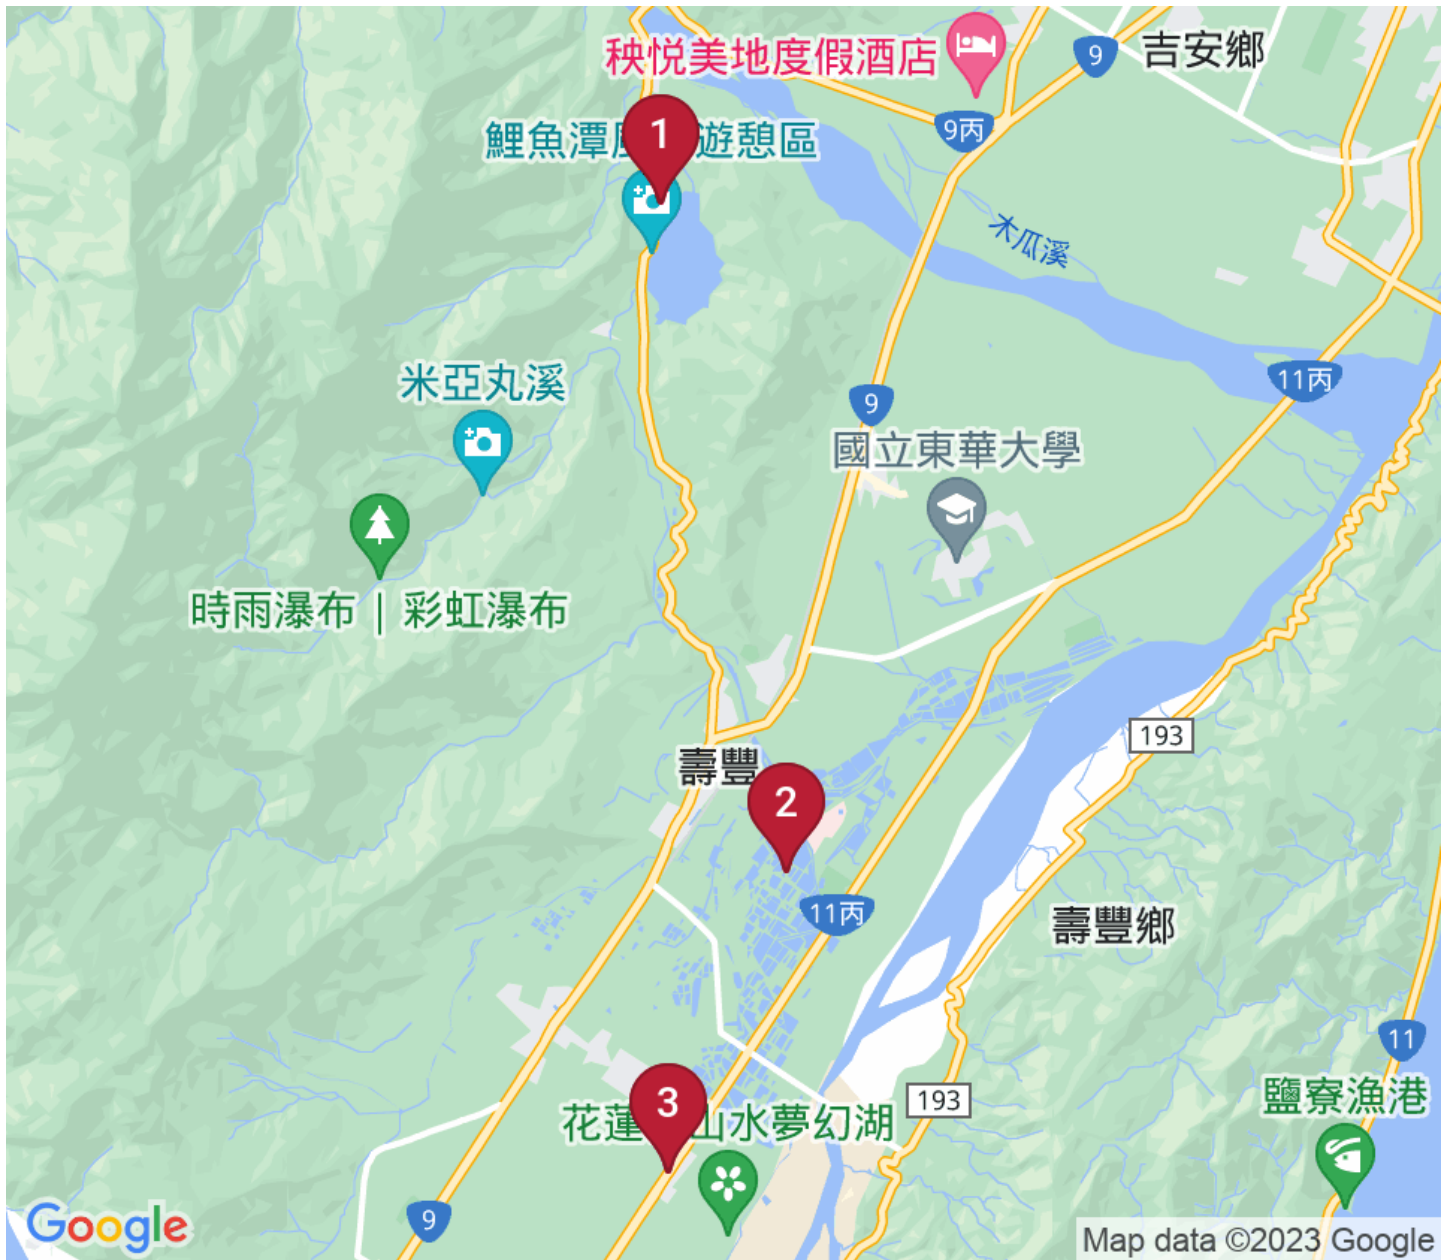 秧悦美地度假酒店
9
吉安鄉
9丙
1
鯉魚潭風 遊憩區
木瓜溪
11丙
米亞丸溪
9
國立東華大學
時雨瀑布 | 彩虹瀑布
193
壽豐
2
11丙
壽豐鄉
11
3
193
鹽寮漁港
花蓮 山水夢幻湖
9
Google
Map data ©2023 Google